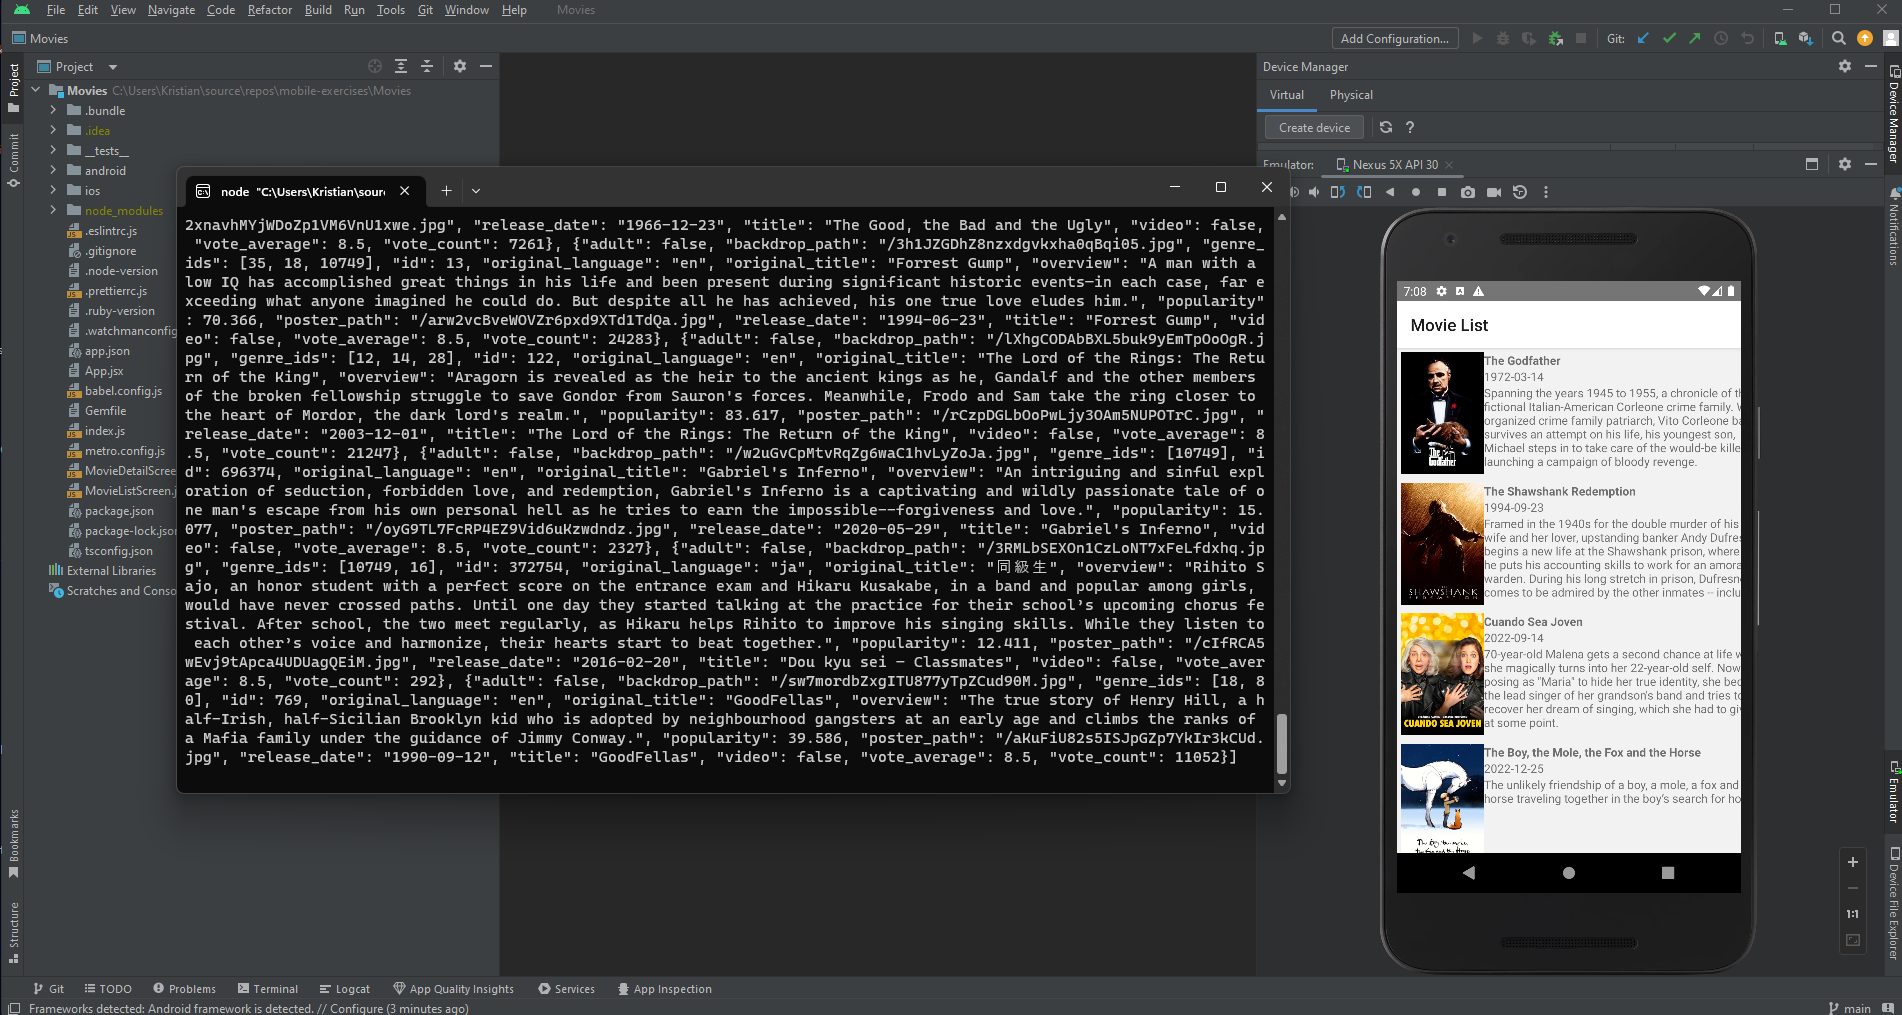 File Edit View Navigate Code Refactor Build Run Tools Git Window Help Movies
Movies
Add Configuration...
Git:
Project
Device Manager
Movies C:\Users\Kristian\source\repos\mobile-exercises\Movies
.bundle
.idea
__tests__
android
ios
node_modules
.eslintrc.js
.gitignore
.node-version
.prettierrc.js
.ruby-version
.watchmanconfig
app.json
App.jsx
babel.config.js
Gemfile
index.js
metro.config.js
MovieDetailScree
MovieListScreen.j
package.json
package-lock.json
tsconfig.json
External Libraries
Scratches and Conso
Project
Commit
Bookmarks
Structure
Virtual Physical
Create device
?
Emulator: Nexus 5X API 30
node "C:\Users\Kristian\sourc
2xnavhMYjWDoZp1VM6VnU1xwe.jpg", "release_date": "1966-12-23", "title": "The Good, the Bad and the Ugly", "video": false,
"vote_average": 8.5, "vote_count": 7261}, {"adult": false, "backdrop_path": "/3h1JZGDhZ8nzxdgvkxha0qBqi05.jpg", "genre_
ids": [35, 18, 10749], "id": 13, "original_language": "en", "original_title": "Forrest Gump", "overview": "A man with a
low IQ has accomplished great things in his life and been present during significant historic events—in each case, far e
xceeding what anyone imagined he could do. But despite all he has achieved, his one true love eludes him.", "popularity"
: 70.366, "poster_path": "/arw2vcBveWOVZr6pxd9XTd1TdQa.jpg", "release_date": "1994-06-23", "title": "Forrest Gump", "vid
eo": false, "vote_average": 8.5, "vote_count": 24283}, {"adult": false, "backdrop_path": "/lXhgCODAbBXL5buk9yEmTpOoOgR.j
pg", "genre_ids": [12, 14, 28], "id": 122, "original_language": "en", "original_title": "The Lord of the Rings: The Retu
rn of the King", "overview": "Aragorn is revealed as the heir to the ancient kings as he, Gandalf and the other members
of the broken fellowship struggle to save Gondor from Sauron's forces. Meanwhile, Frodo and Sam take the ring closer to
the heart of Mordor, the dark lord's realm.", "popularity": 83.617, "poster_path": "/rCzpDGLbOoPwLjy3OAm5NUPOTrC.jpg", "
release_date": "2003-12-01", "title": "The Lord of the Rings: The Return of the King", "video": false, "vote_average": 8
.5, "vote_count": 21247}, {"adult": false, "backdrop_path": "/w2uGvCpMtvRqZg6waC1hvLyZoJa.jpg", "genre_ids": [10749], "i
d": 696374, "original_language": "en", "original_title": "Gabriel's Inferno", "overview": "An intriguing and sinful expl
oration of seduction, forbidden love, and redemption, Gabriel's Inferno is a captivating and wildly passionate tale of o
ne man's escape from his own personal hell as he tries to earn the impossible--forgiveness and love.", "popularity": 15.
077, "poster_path": "/oyG9TL7FcRP4EZ9Vid6uKzwdndz.jpg", "release_date": "2020-05-29", "title": "Gabriel's Inferno", "vid
eo": false, "vote_average": 8.5, "vote_count": 2327}, {"adult": false, "backdrop_path": "/3RMLbSEXOn1CzLoNT7xFeLfdxhq.jp
g", "genre_ids": [10749, 16], "id": 372754, "original_language": "ja", "original_title": "同級生", "overview": "Rihito S
ajo, an honor student with a perfect score on the entrance exam and Hikaru Kusakabe, in a band and popular among girls,
would have never crossed paths. Until one day they started talking at the practice for their school’s upcoming chorus fe
stival. After school, the two meet regularly, as Hikaru helps Rihito to improve his singing skills. While they listen to
each other’s voice and harmonize, their hearts start to beat together.", "popularity": 12.411, "poster_path": "/cIfRCA5
wEvj9tApca4UDUagQEiM.jpg", "release_date": "2016-02-20", "title": "Dou kyu sei – Classmates", "video": false, "vote_aver
age": 8.5, "vote_count": 292}, {"adult": false, "backdrop_path": "/sw7mordbZxgITU877yTpZCud90M.jpg", "genre_ids": [18, 8
0], "id": 769, "original_language": "en", "original_title": "GoodFellas", "overview": "The true story of Henry Hill, a h
alf-Irish, half-Sicilian Brooklyn kid who is adopted by neighbourhood gangsters at an early age and climbs the ranks of
a Mafia family under the guidance of Jimmy Conway.", "popularity": 39.586, "poster_path": "/aKuFiU82s5ISJpGZp7YkIr3kCUd.
jpg", "release_date": "1990-09-12", "title": "GoodFellas", "video": false, "vote_average": 8.5, "vote_count": 11052}]
7:08
Movie List
The Godfather
The Godfather
1972-03-14
Spanning the years 1945 to 1955, a chronicle of th
fictional Italian-American Corleone crime family. W
organized crime family patriarch, Vito Corleone ba
survives an attempt on his life, his youngest son,
Michael steps in to take care of the would-be kille
launching a campaign of bloody revenge.
SHAWSHANK
REDEMPTION
The Shawshank Redemption
1994-09-23
Framed in the 1940s for the double murder of his
wife and her lover, upstanding banker Andy Dufres
begins a new life at the Shawshank prison, where
he puts his accounting skills to work for an amora
warden. During his long stretch in prison, Dufresn
comes to be admired by the other inmates -- inclu
CUANDO SEA JOVEN
Cuando Sea Joven
2022-09-14
70-year-old Malena gets a second chance at life w
she magically turns into her 22-year-old self. Now
posing as "Maria" to hide her true identity, she bec
the lead singer of her grandson's band and tries to
recover her dream of singing, which she had to giv
at some point.
The Boy, the Mole, the Fox and the Horse
2022-12-25
The unlikely friendship of a boy, a mole, a fox and
horse traveling together in the boy's search for ho
1:1
Device Manager
Notifications
Emulator
Device File Explorer
Git TODO Problems Terminal Logcat App Quality Insights Services App Inspection
Frameworks detected: Android framework is detected. // Configure (3 minutes ago)
main